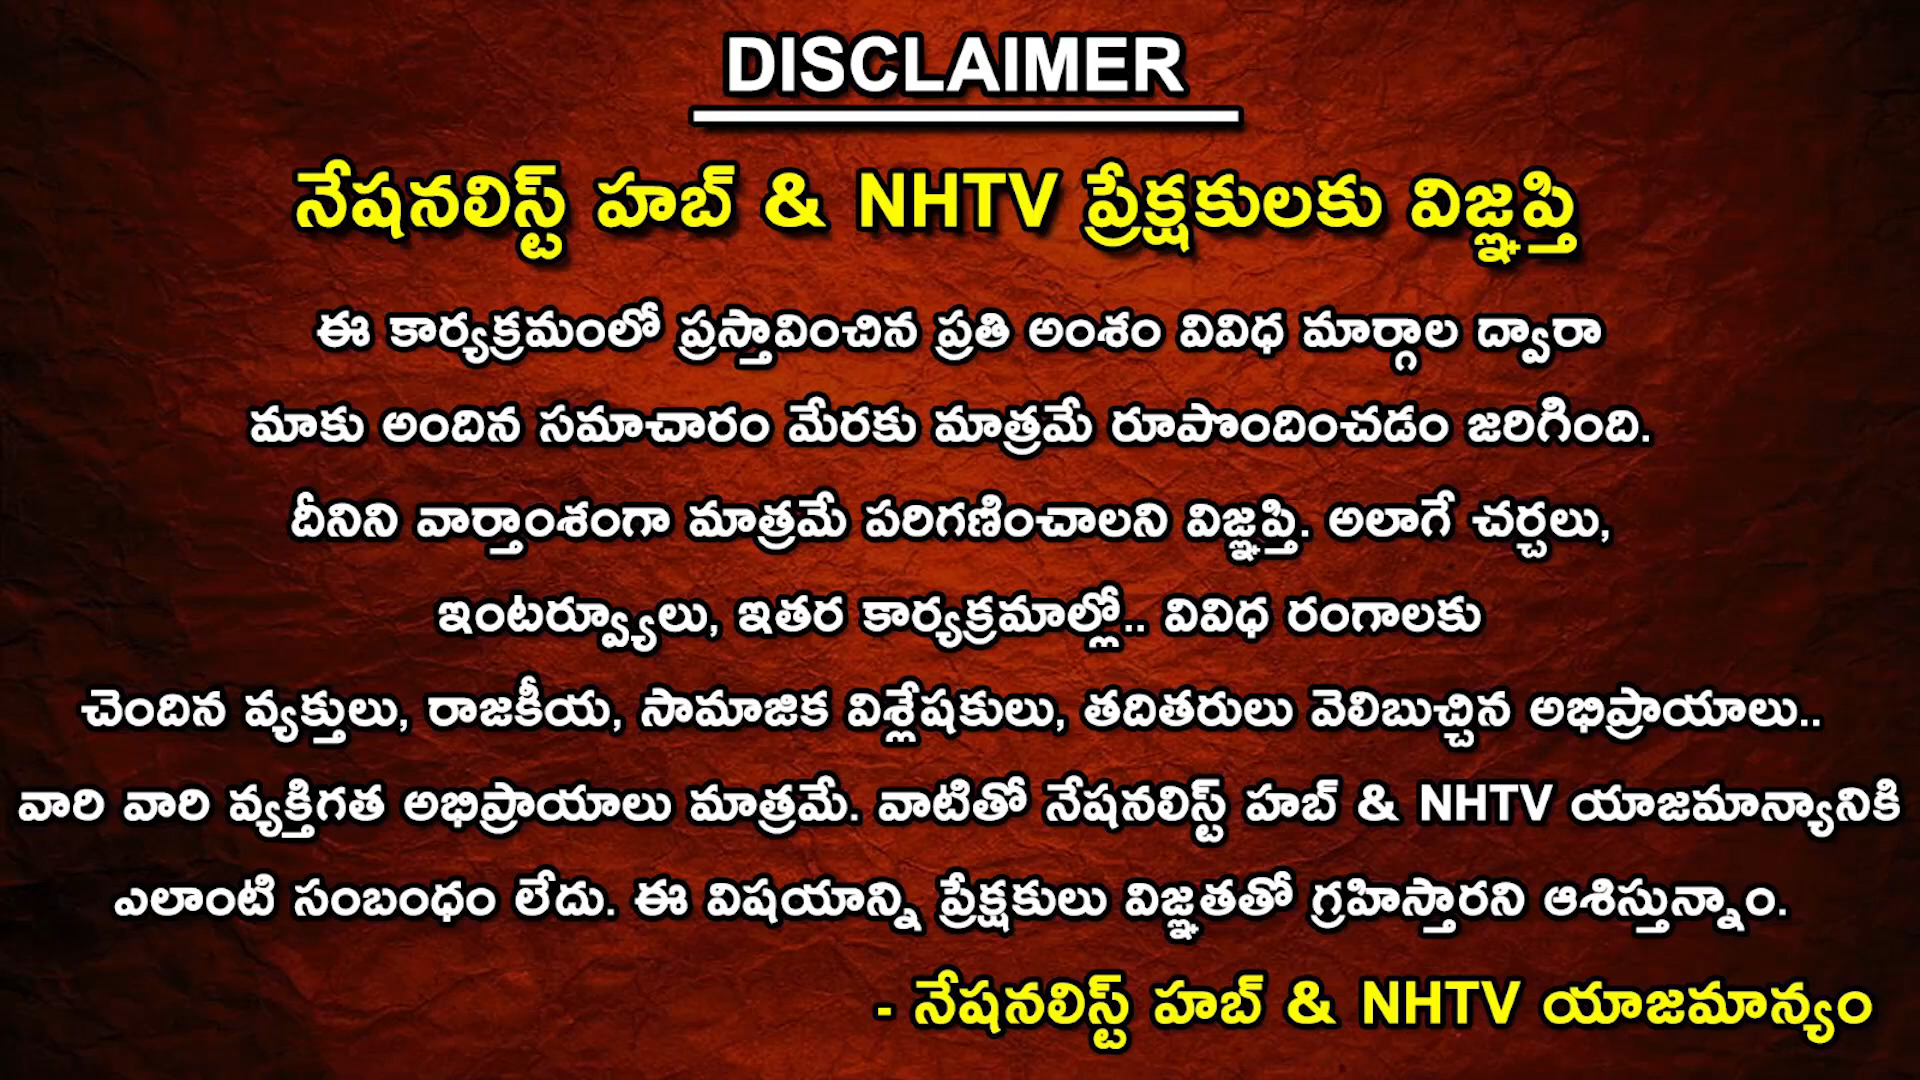 DISCLAIMER
నేషనలిస్ట్ హబ్ & NHTV ప్రేక్షకులకు విజ్ఞప్తి
ఈ కార్యక్రమంలో ప్రస్తావించిన ప్రతి అంశం వివిధ మార్గాల ద్వారా
మాకు అందిన సమాచారం మేరకు మాత్రమే రూపొందించడం జరిగింది.
దీనిని వార్తాంశంగా మాత్రమే పరిగణించాలని విజ్ఞప్తి. అలాగే చర్చలు,
ఇంటర్వ్యూలు, ఇతర కార్యక్రమాల్లో.. వివిధ రంగాలకు
చెందిన వ్యక్తులు, రాజకీయ, సామాజిక విశ్లేషకులు, తదితరులు వెలిబుచ్చిన అభిప్రాయాలు..
వారి వారి వ్యక్తిగత అభిప్రాయాలు మాత్రమే. వాటితో నేషనలిస్ట్ హబ్ & NHTV యాజమాన్యానికి
ఎలాంటి సంబంధం లేదు. ఈ విషయాన్ని ప్రేక్షకులు విజ్ఞతతో గ్రహిస్తారని ఆశిస్తున్నాం.
- నేషనలిస్ట్ హబ్ & NHTV యాజమాన్యం